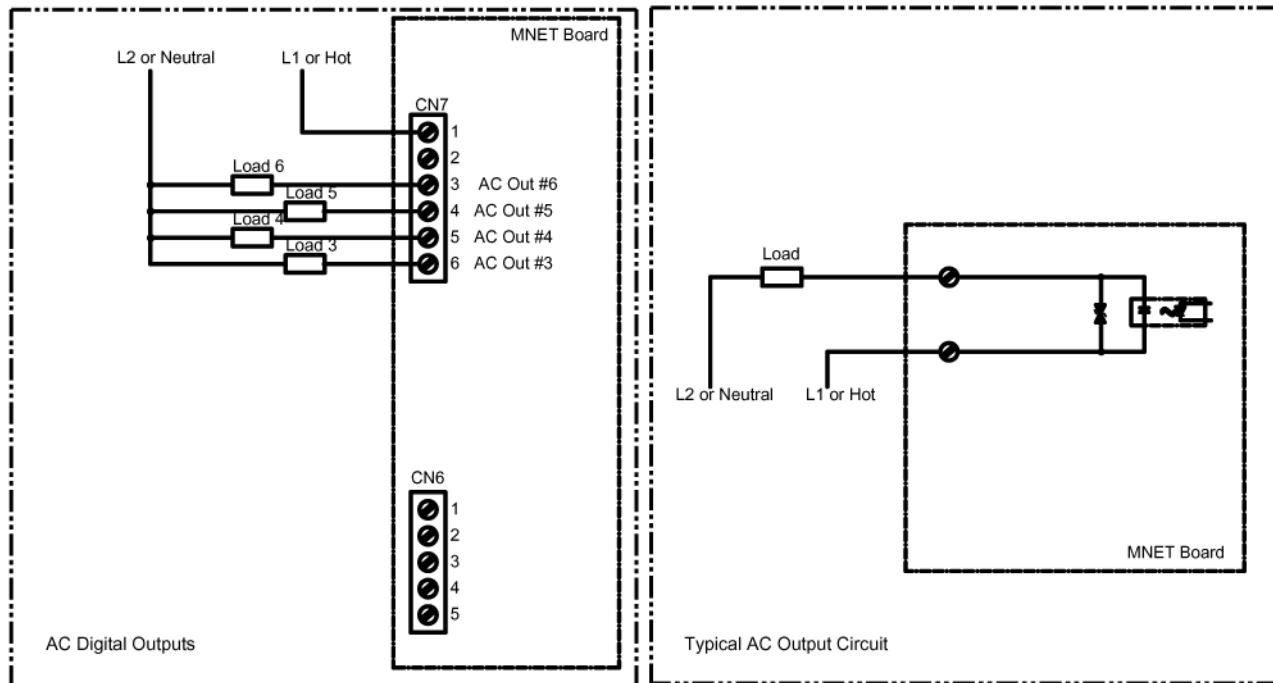 MNET Board
L2 or Neutral
L1 or Hot
CN7
1
2
Load 6
3 AC Out #6
Load 5
4 AC Out #5
Load 4
5 AC Out #4
Load 3
6 AC Out #3
CN6
1
2
3
4
5
AC Digital Outputs
Load
L2 or Neutral
L1 or Hot
MNET Board
Typical AC Output Circuit